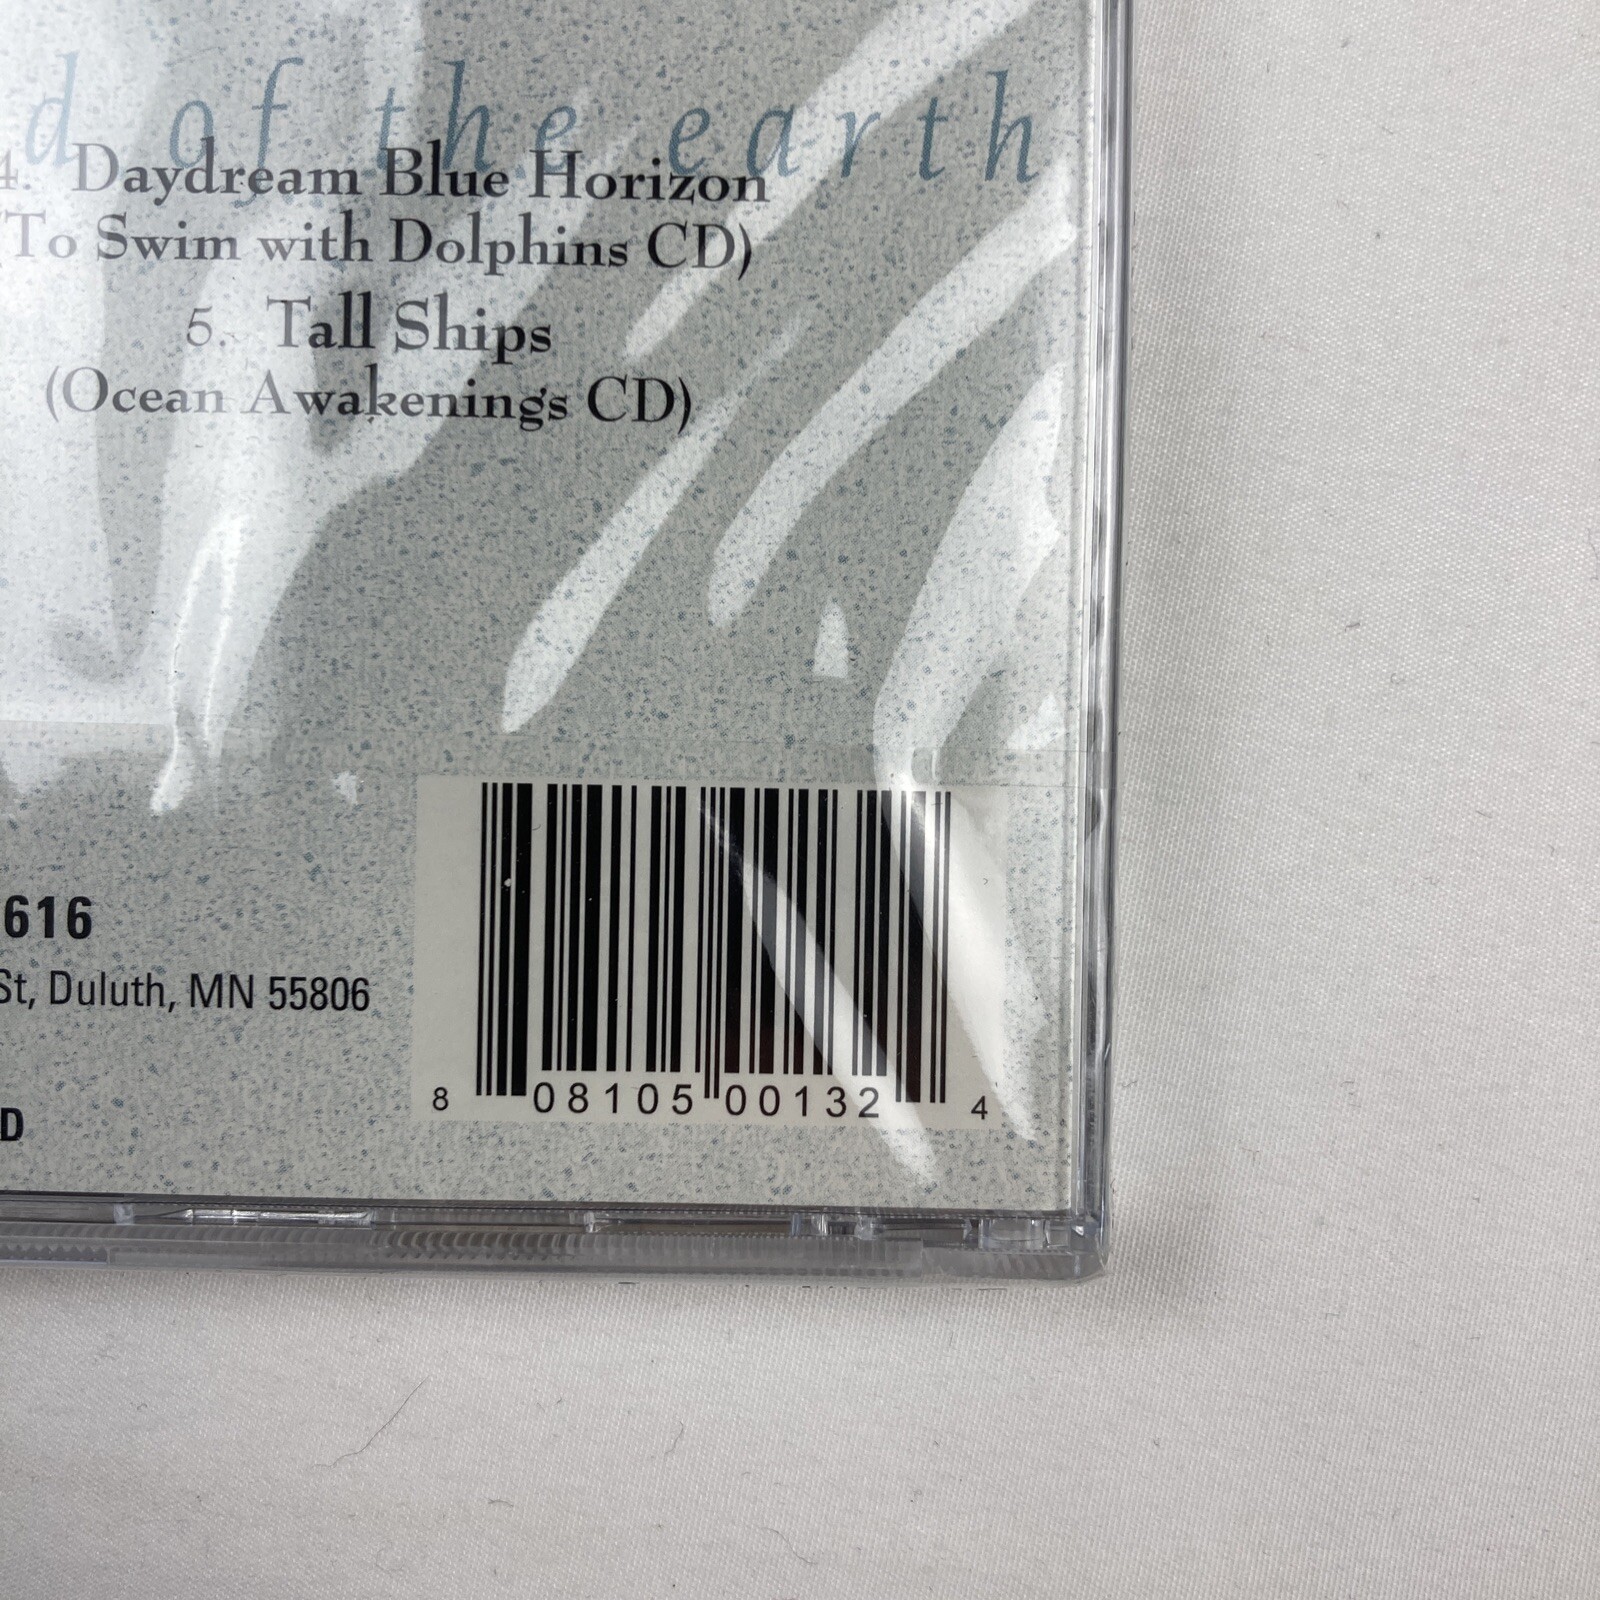 d of the earth
4. Daydream Blue Horizon
(To Swim with Dolphins CD)
5. Tall Ships
(Ocean Awakenings CD)
616
St, Duluth, MN 55806
D
8 08105 00132 4